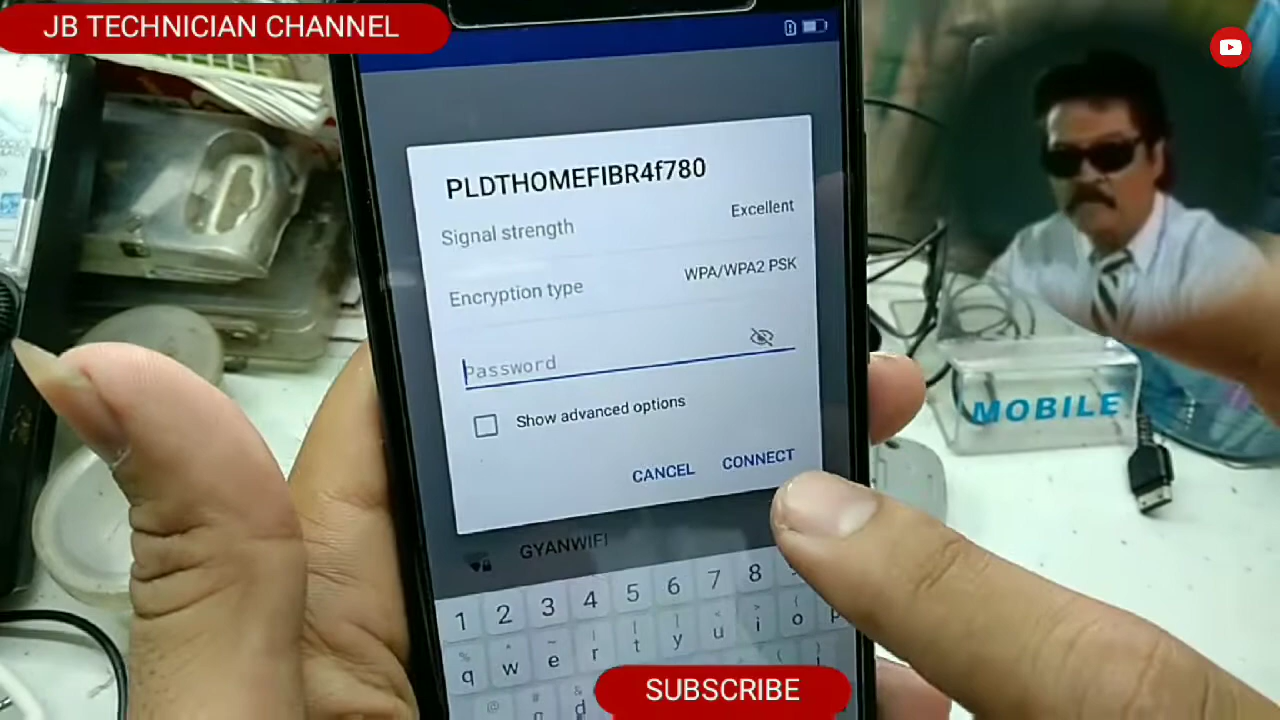 JB TECHNICIAN CHANNEL
PLDTHOMEFIBR4f780
Signal strength
Excellent
Encryption type
WPA/WPA2 PSK
Password
Show advanced options
CANCEL
CONNECT
GYANWIFI
MOBILE
1 2 3 4 5 6 7 8
q w e r t y u i o p
SUBSCRIBE